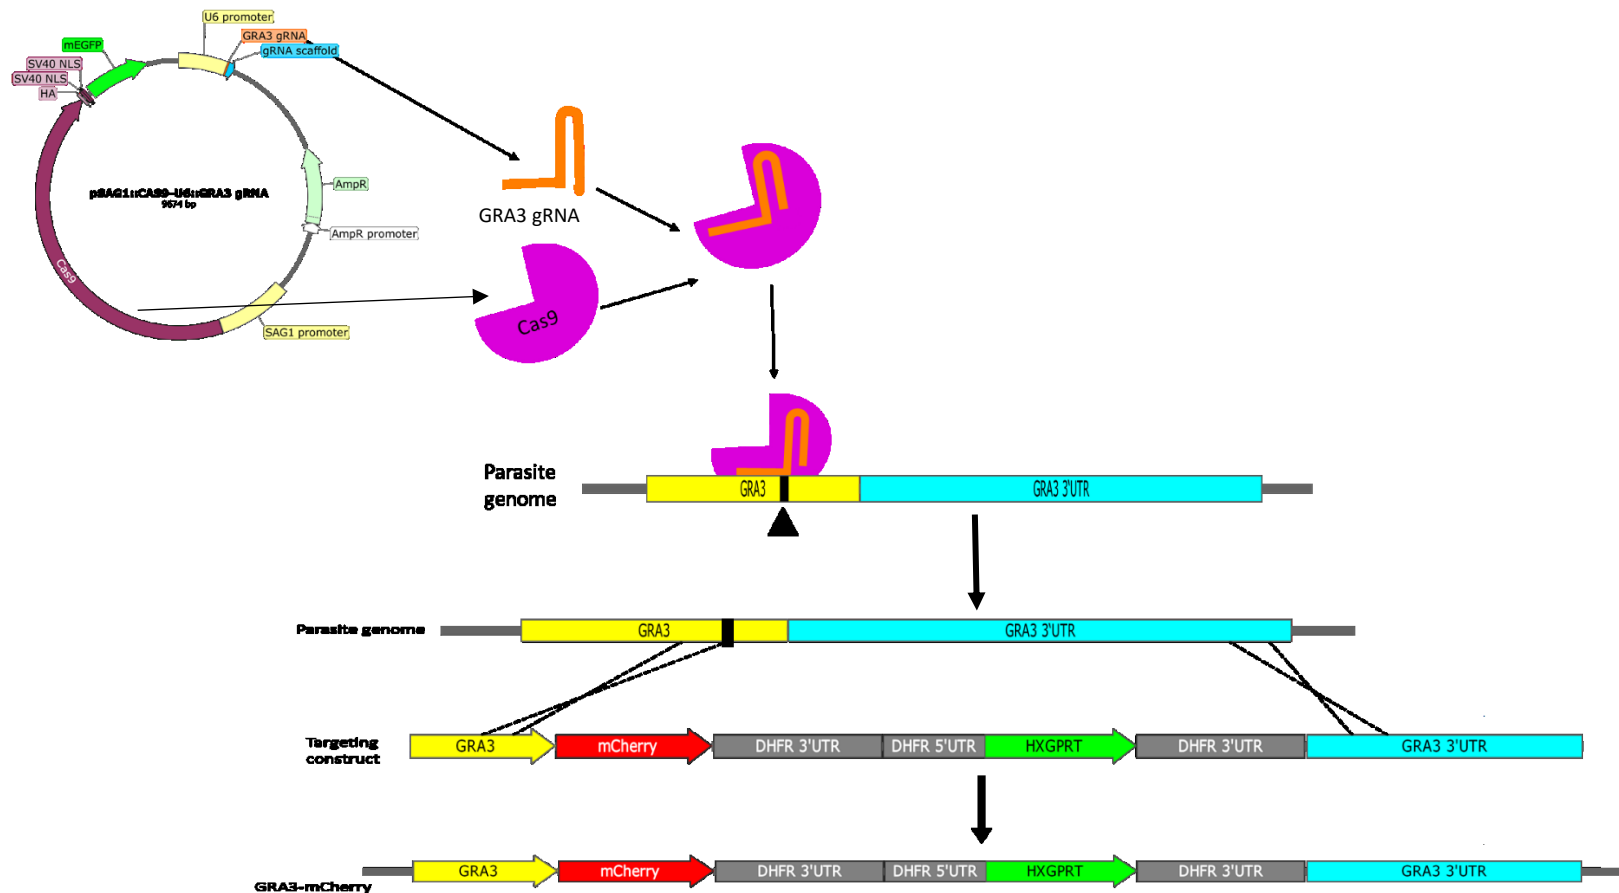 U6 promoter
GRA3 gRNA
gRNA scaffold
mEGFP
SV40 NLS
SV40 NLS
HA
pSAG1::CAS9-U6::GRA3 gRNA
9674 bp
AmpR
AmpR promoter
Cas9
SAG1 promoter
GRA3 gRNA
Cas9
Parasite
genome
GRA3
GRA3 3'UTR
Parasite genome
GRA3
GRA3 3'UTR
Targeting
construct
GRA3
mCherry
DHFR 3'UTR
DHFR 5'UTR
HXGPRT
DHFR 3'UTR
GRA3 3'UTR
GRA3-mCherry
GRA3
mCherry
DHFR 3'UTR
DHFR 5'UTR
HXGPRT
DHFR 3'UTR
GRA3 3'UTR